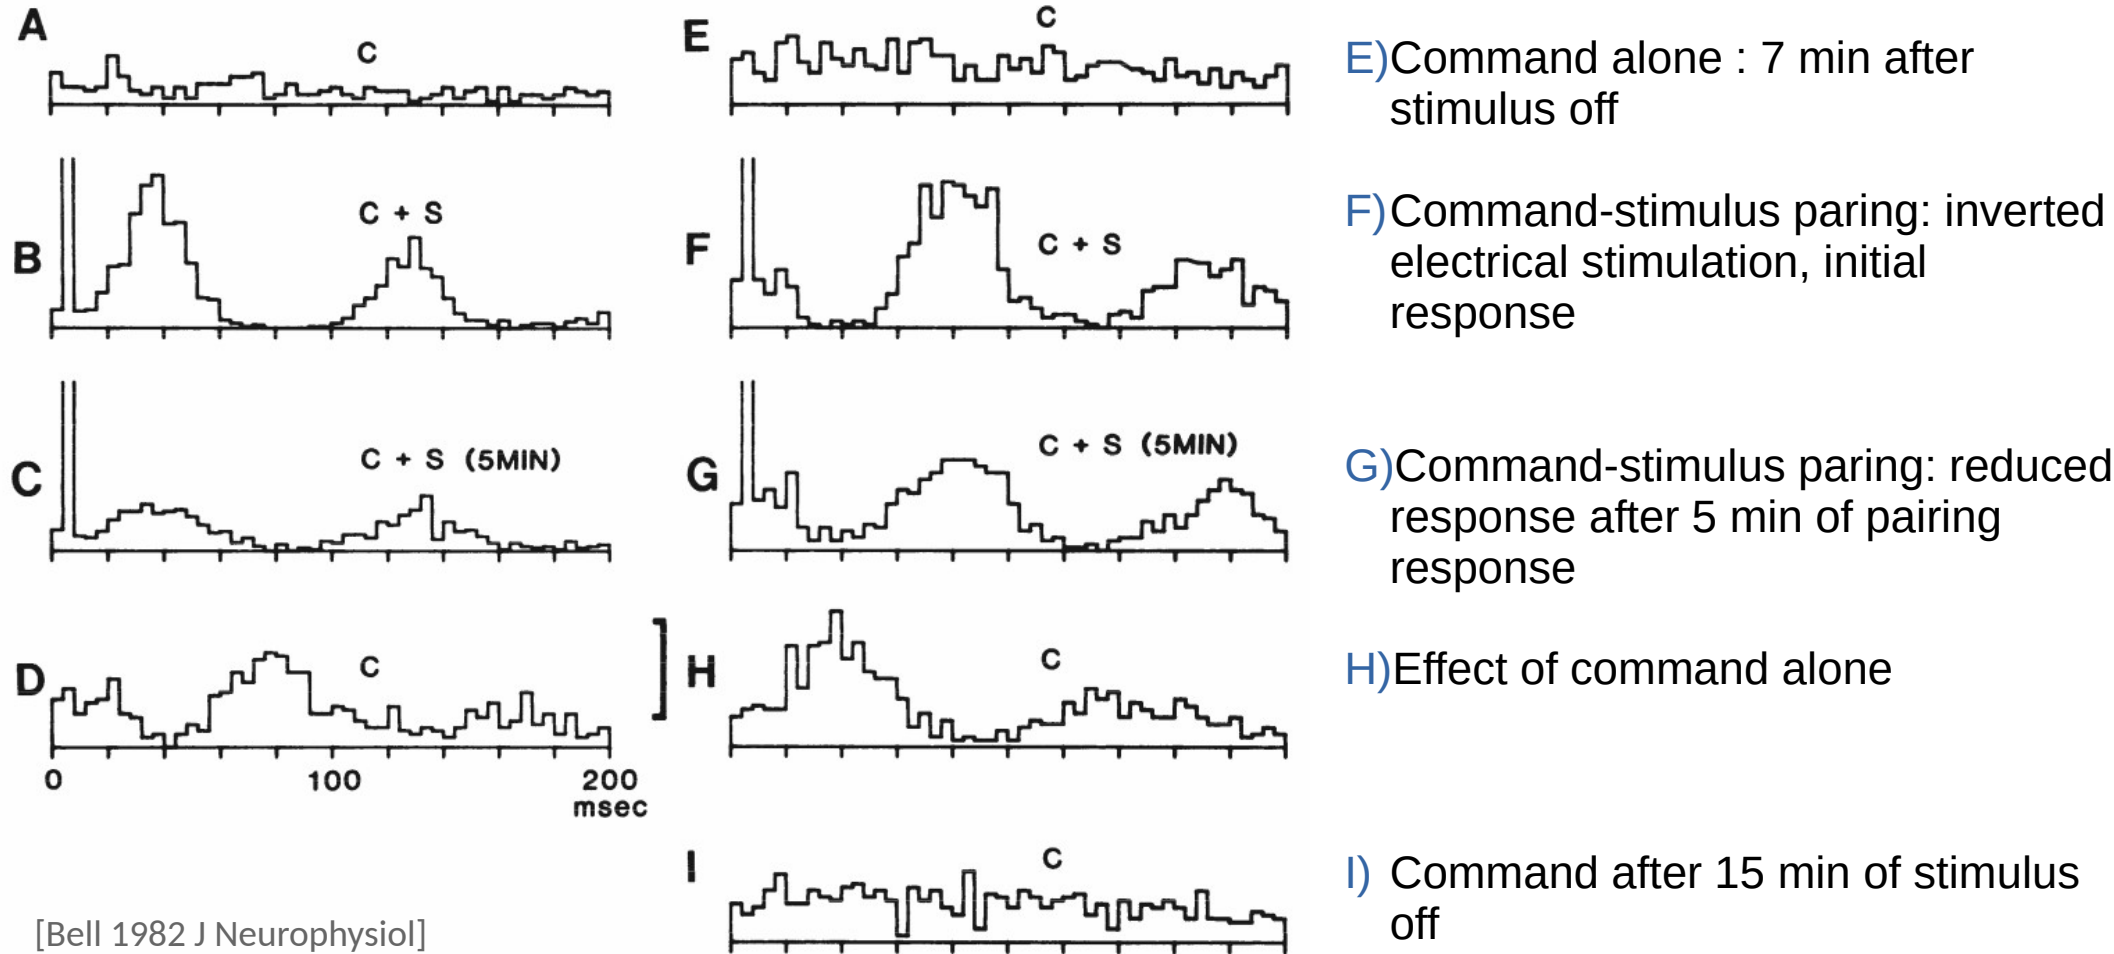 A
C
B
C + S
C
C + S (5MIN)
D
C
0
100
200
msec
[Bell 1982 J Neurophysiol]
E
C
F
C + S
G
C + S (5MIN)
H
C
I
C
E)Command alone : 7 min after
stimulus off
F)Command-stimulus paring: inverted
electrical stimulation, initial
response
G)Command-stimulus paring: reduced
response after 5 min of pairing
response
H)Effect of command alone
I) Command after 15 min of stimulus
off